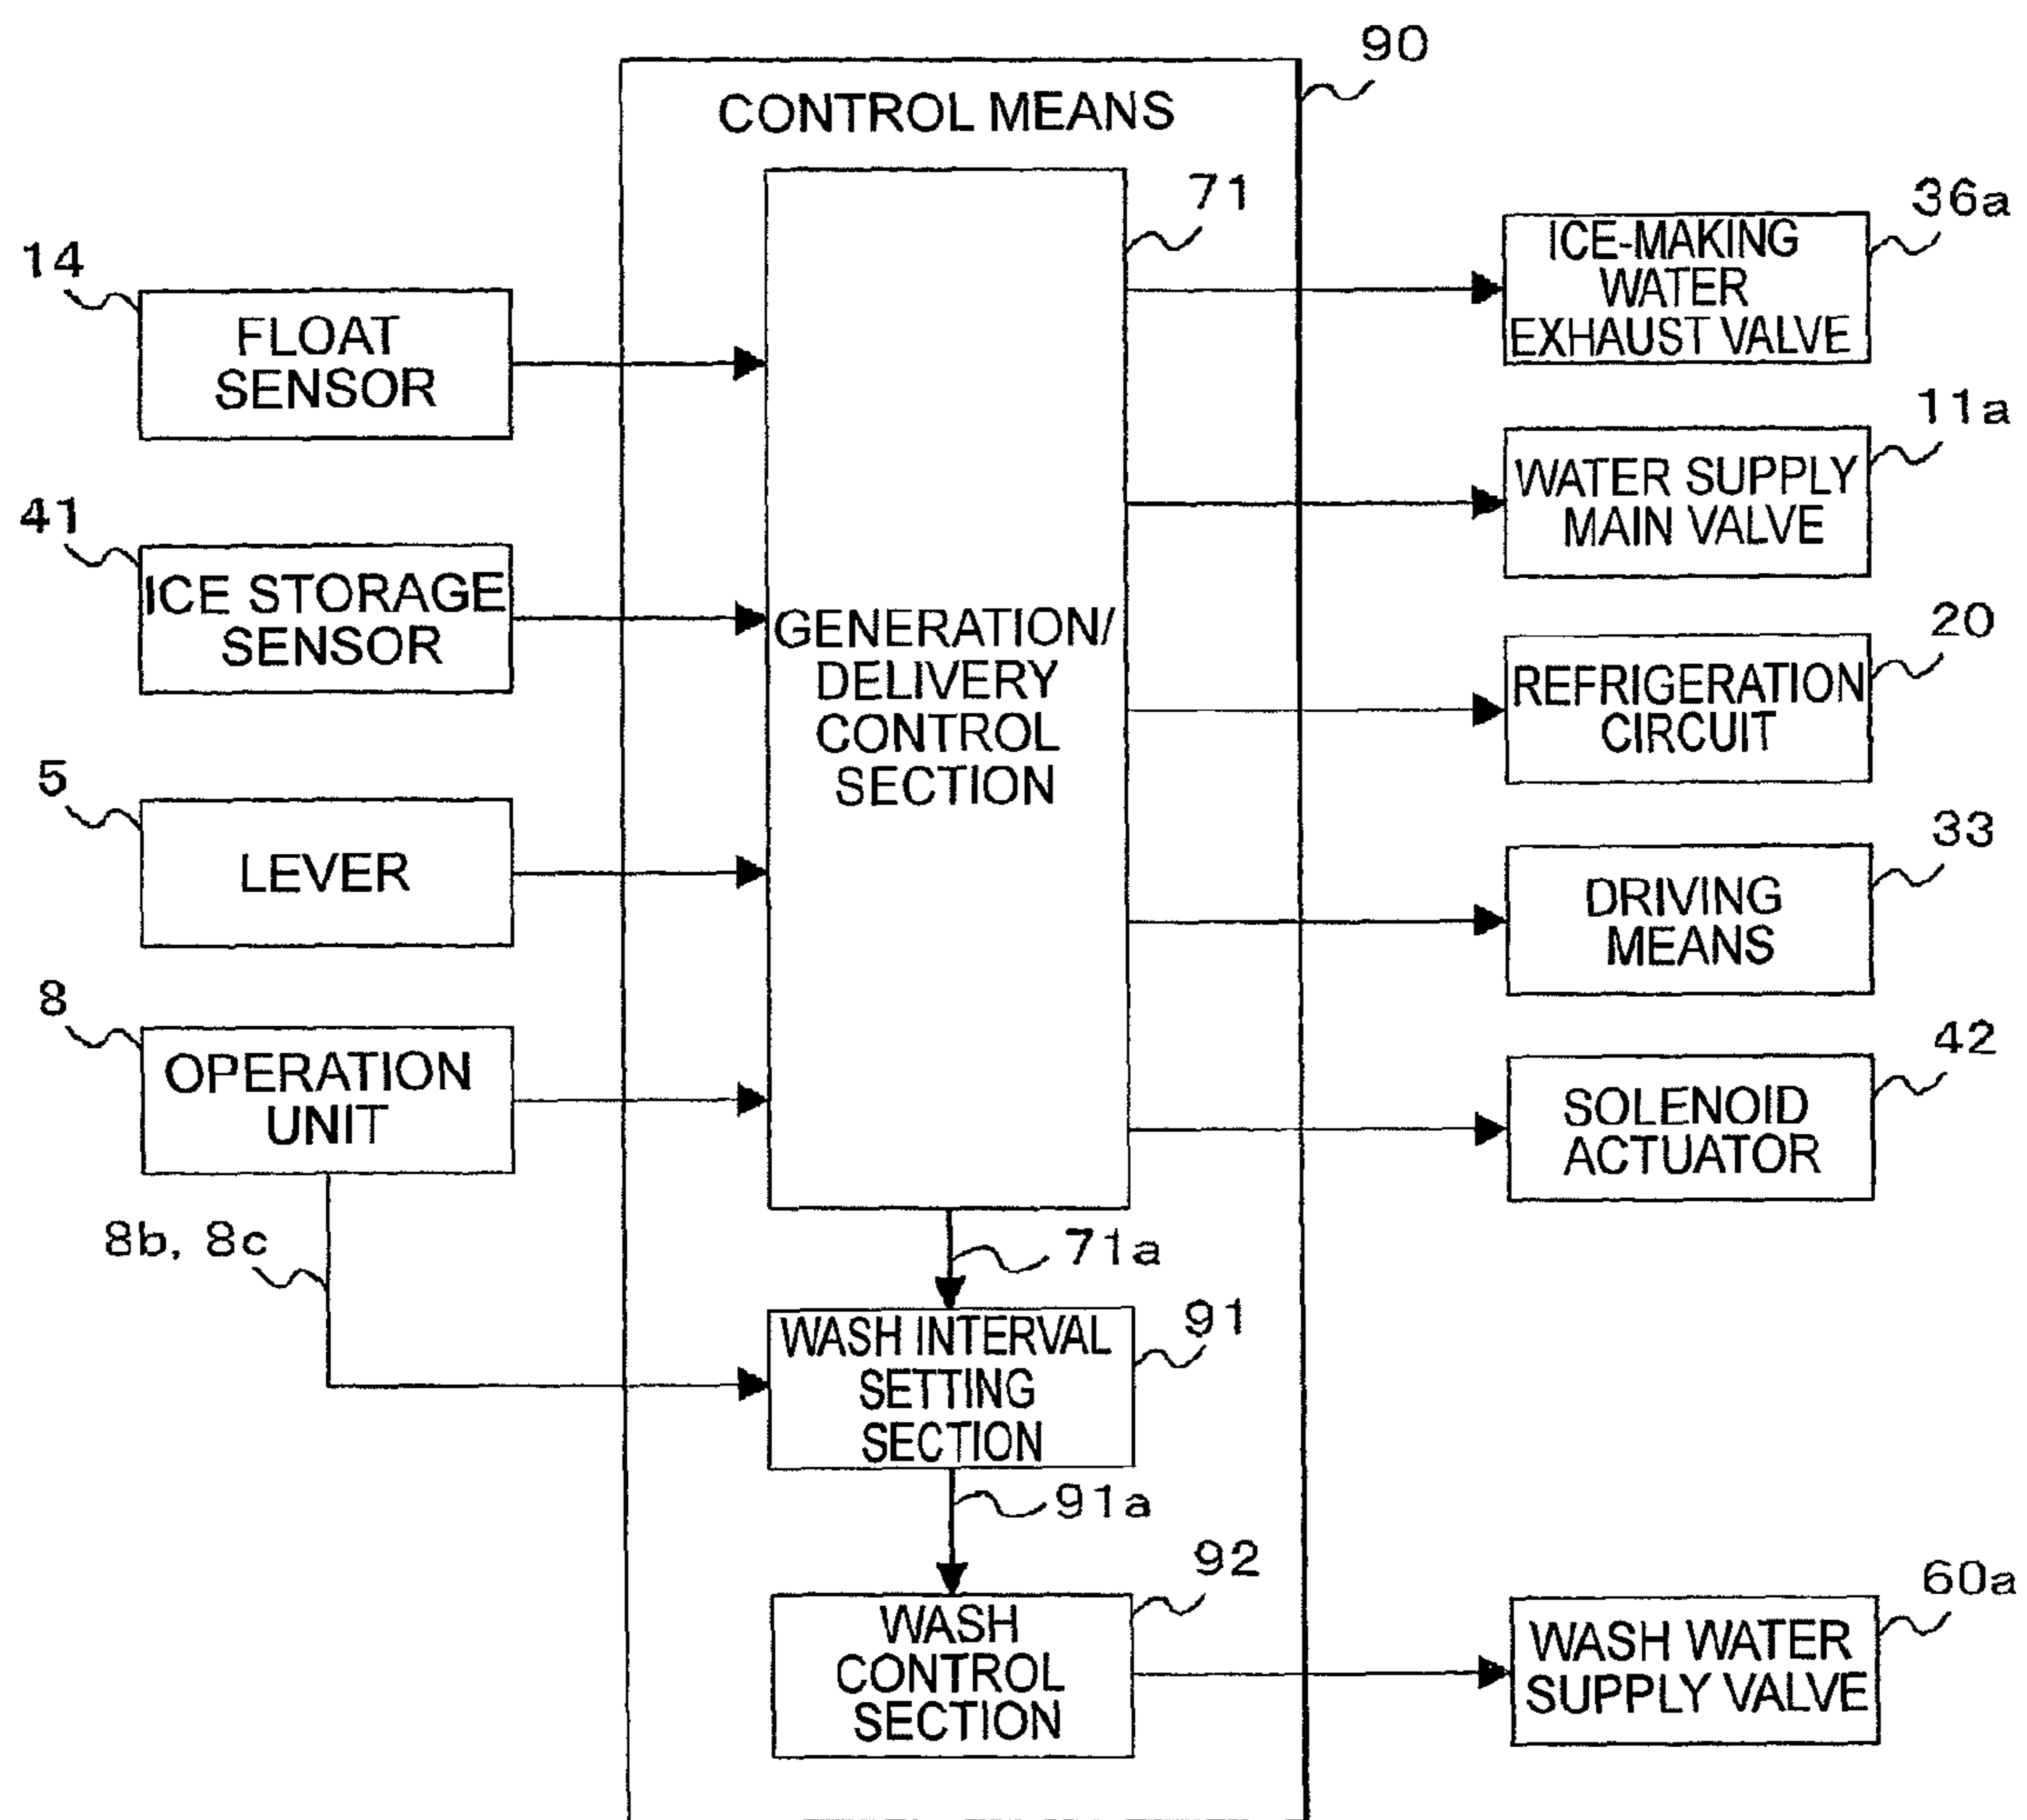 90
CONTROL MEANS
71
36a
ICE-MAKING
WATER
EXHAUST VALVE
14
FLOAT
SENSOR
11a
WATER SUPPLY
MAIN VALVE
41
ICE STORAGE
SENSOR
GENERATION/
DELIVERY
CONTROL
SECTION
20
REFRIGERATION
CIRCUIT
5
LEVER
33
DRIVING
MEANS
8
OPERATION
UNIT
42
SOLENOID
ACTUATOR
8b, 8c
71a
91
WASH INTERVAL
SETTING
SECTION
91a
92
WASH
CONTROL
SECTION
60a
WASH WATER
SUPPLY VALVE